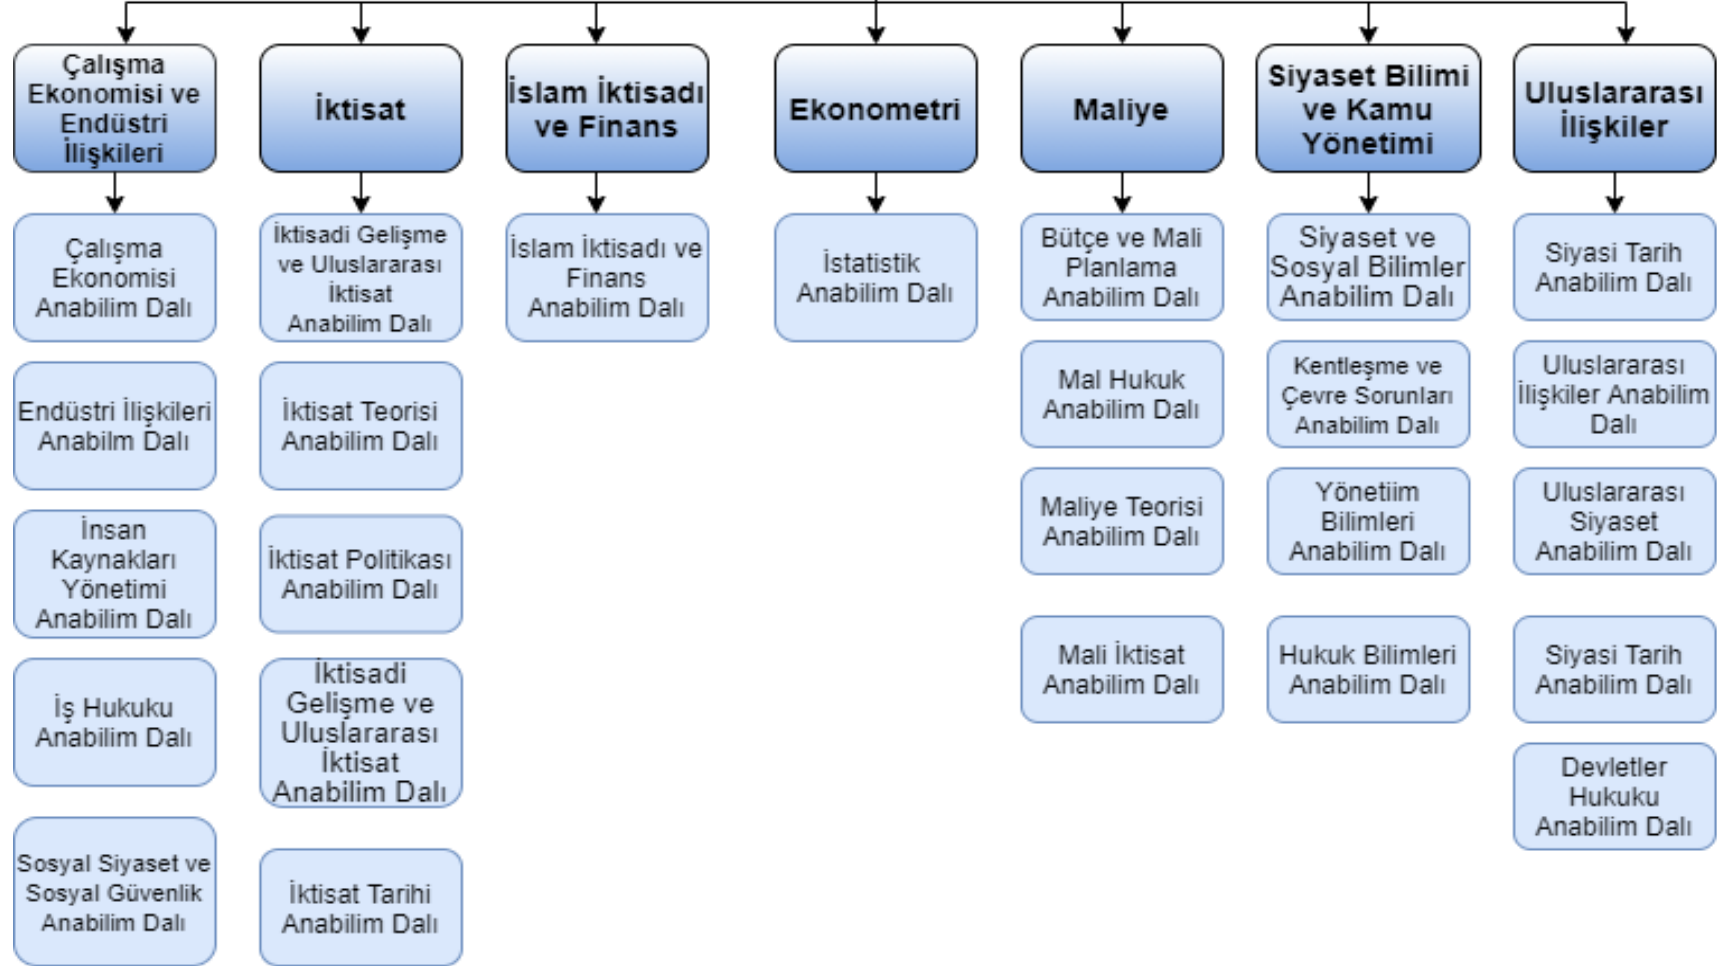 Çalışma
Ekonomisi ve
Endüstri
İlişkileri
İktisat
İslam İktisadı
ve Finans
Ekonometri
Maliye
Siyaset Bilimi
ve Kamu
Yönetimi
Uluslararası
İlişkiler
Çalışma
Ekonomisi
Anabilim Dalı
İktisadi Gelişme
ve Uluslararası
İktisat
Anabilim Dalı
İslam İktisadı ve
Finans
Anabilim Dalı
İstatistik
Anabilim Dalı
Bütçe ve Mali
Planlama
Anabilim Dalı
Siyaset ve
Sosyal Bilimler
Anabilim Dalı
Siyasi Tarih
Anabilim Dalı
Endüstri İlişkileri
Anabilm Dalı
İktisat Teorisi
Anabilim Dalı
Mal Hukuk
Anabilim Dalı
Kentleşme ve
Çevre Sorunları
Anabilim Dalı
Uluslararası
İlişkiler Anabilim
Dalı
İnsan
Kaynakları
Yönetimi
Anabilim Dalı
İktisat Politikası
Anabilim Dalı
Maliye Teorisi
Anabilim Dalı
Yönetiim
Bilimleri
Anabilim Dalı
Uluslararası
Siyaset
Anabilim Dalı
İş Hukuku
Anabilim Dalı
İktisadi
Gelişme ve
Uluslararası
İktisat
Anabilim Dalı
Mali İktisat
Anabilim Dalı
Hukuk Bilimleri
Anabilim Dalı
Siyasi Tarih
Anabilim Dalı
Sosyal Siyaset ve
Sosyal Güvenlik
Anabilim Dalı
İktisat Tarihi
Anabilim Dalı
Devletler
Hukuku
Anabilim Dalı